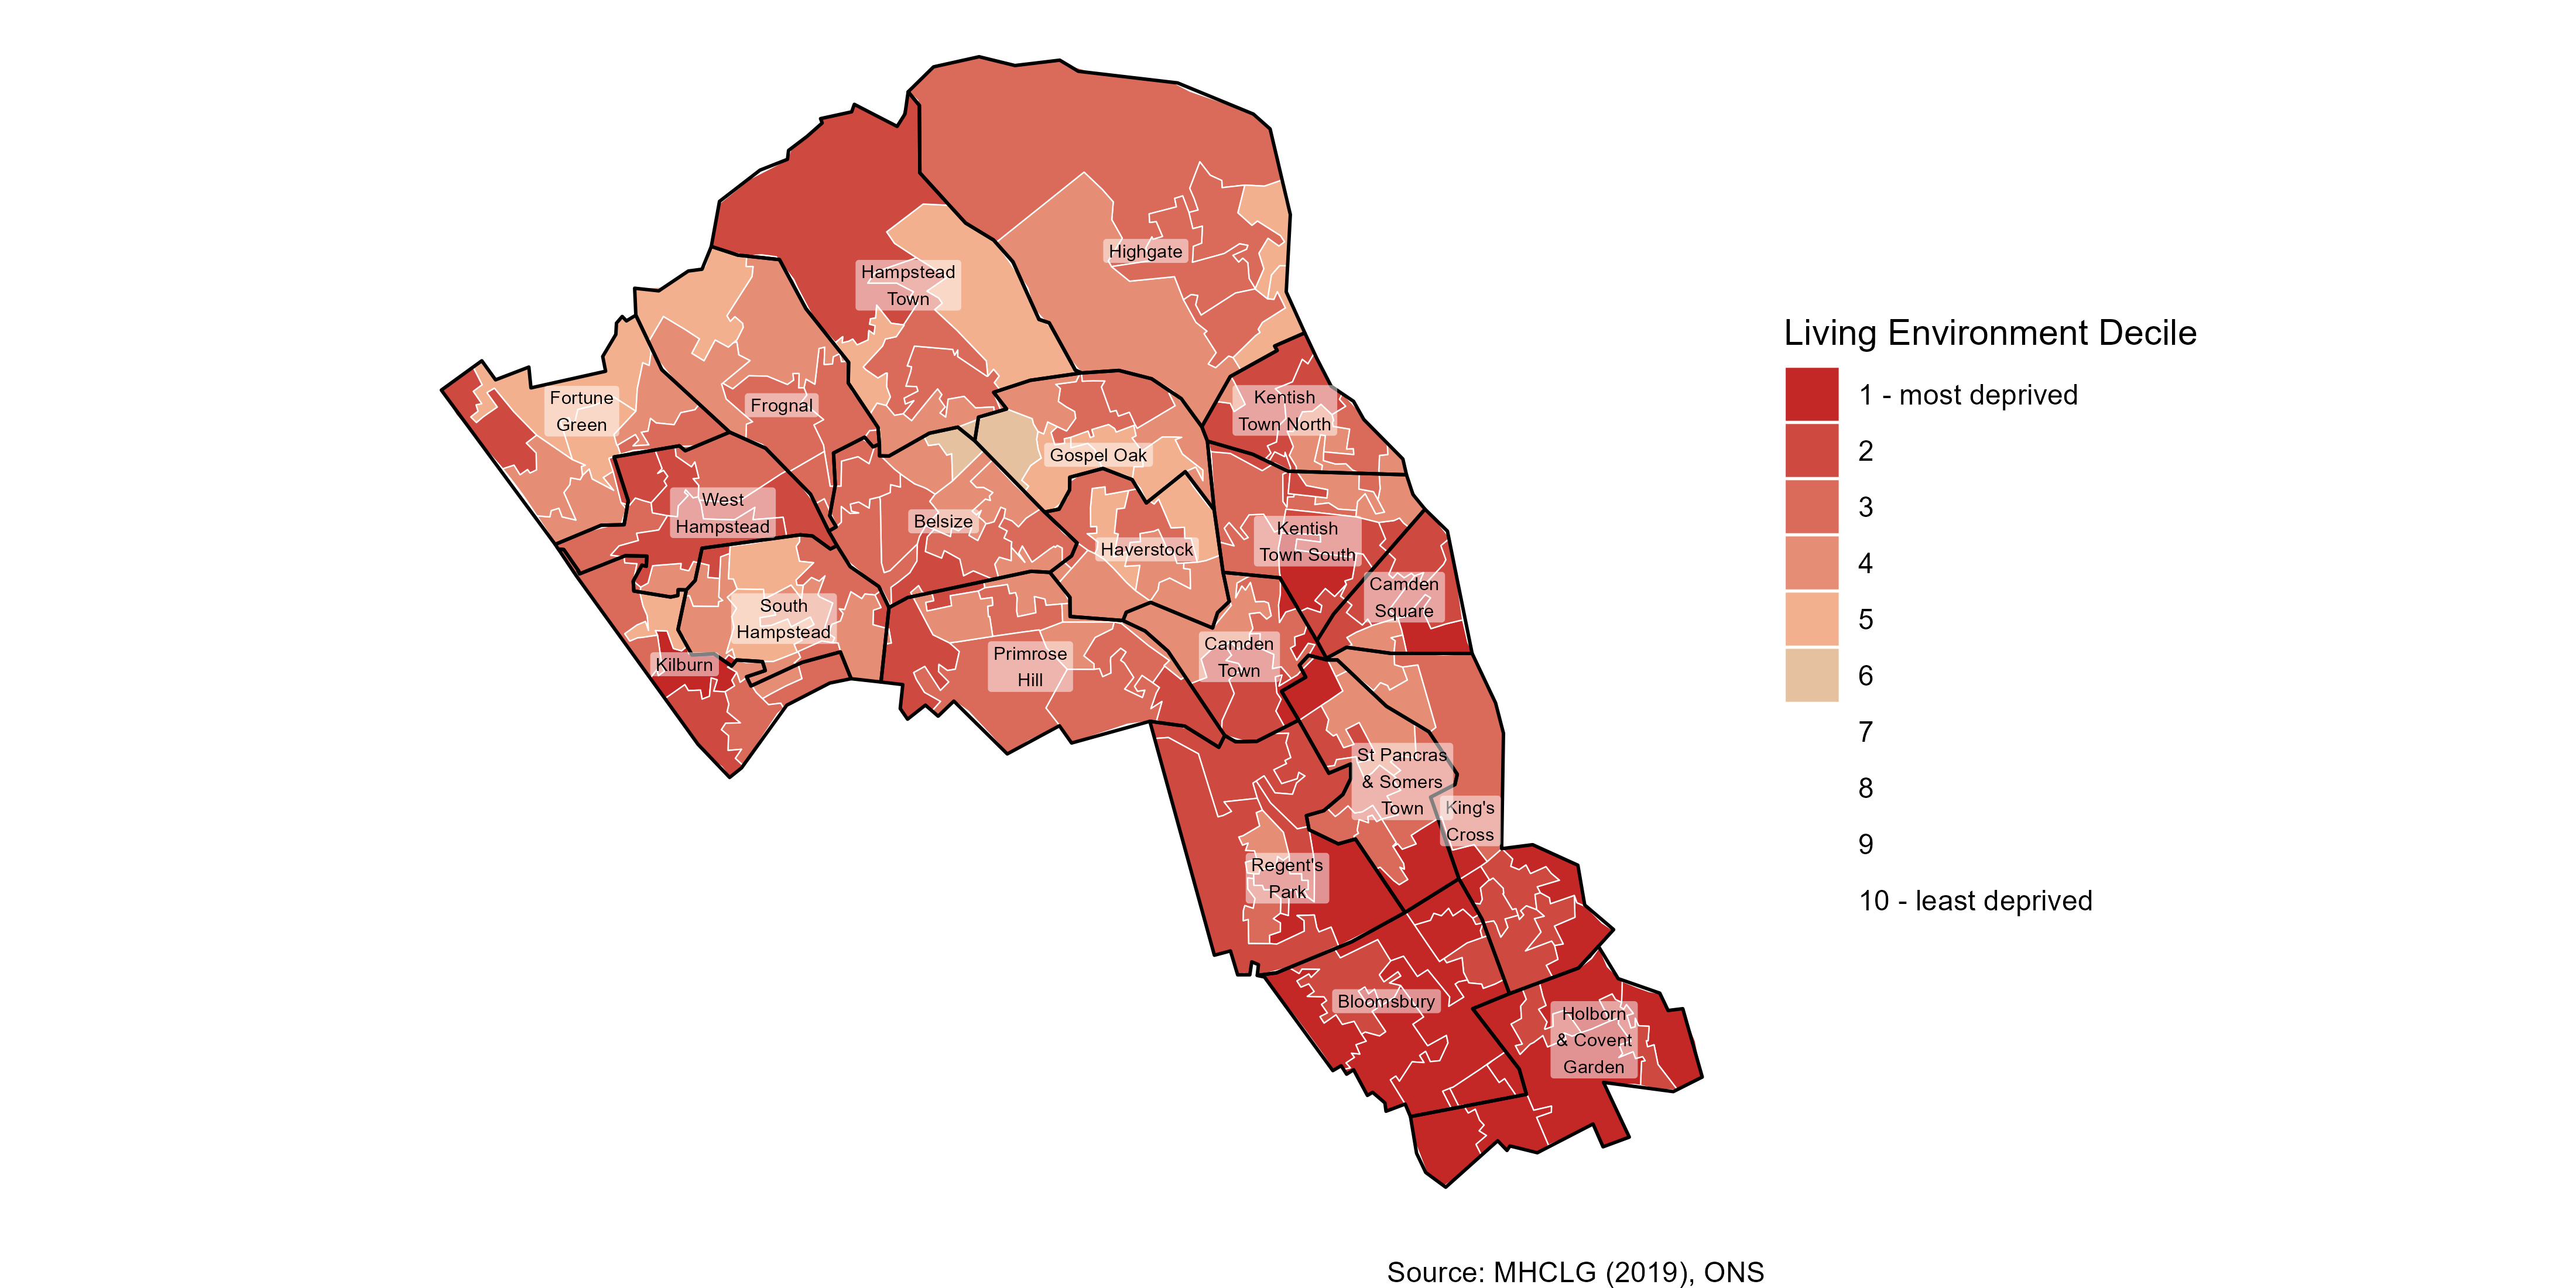 Highgate
Hampstead
Town
Fortune
Green
Frognal
Kentish
Town North
Gospel Oak
West
Hampstead
Belsize
Haverstock
Kentish
Town South
Camden
Square
South
Hampstead
Kilburn
Primrose
Hill
Camden
Town
St Pancras
& Somers
Town
King's
Cross
Regent's
Park
Bloomsbury
Holborn
& Covent
Garden
Living Environment Decile
1 - most deprived
2
3
4
5
6
7
8
9
10 - least deprived
Source: MHCLG (2019), ONS